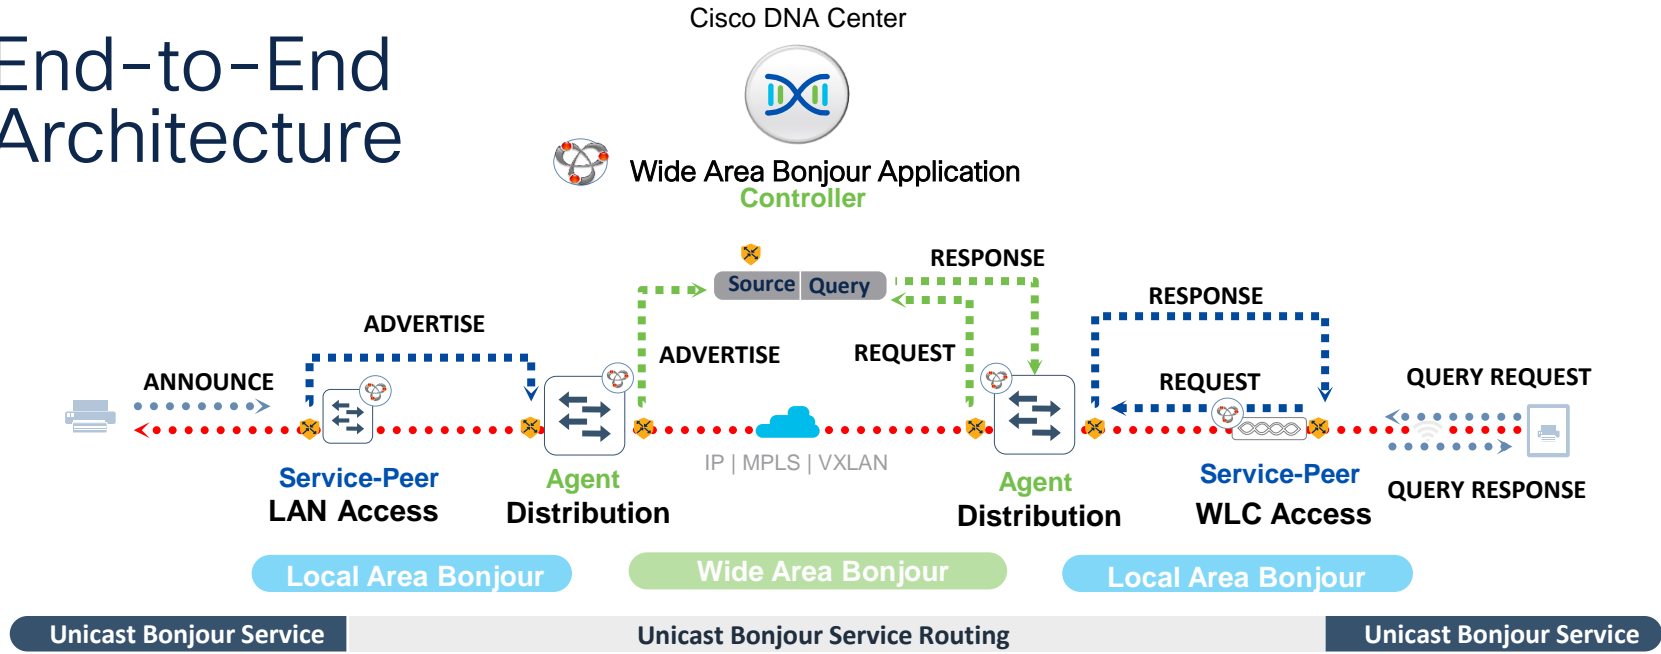 Cisco DNA Center
End-to-End
Architecture
Wide Area Bonjour Application
Controller
RESPONSE
Source Query
RESPONSE
ADVERTISE
ADVERTISE
REQUEST
ANNOUNCE
REQUEST
QUERY REQUEST
IP | MPLS | VXLAN
Service-Peer
LAN Access
Agent
Distribution
Agent
Distribution
Service-Peer
WLC Access
QUERY RESPONSE
Local Area Bonjour
Wide Area Bonjour
Local Area Bonjour
Unicast Bonjour Service
Unicast Bonjour Service Routing
Unicast Bonjour Service